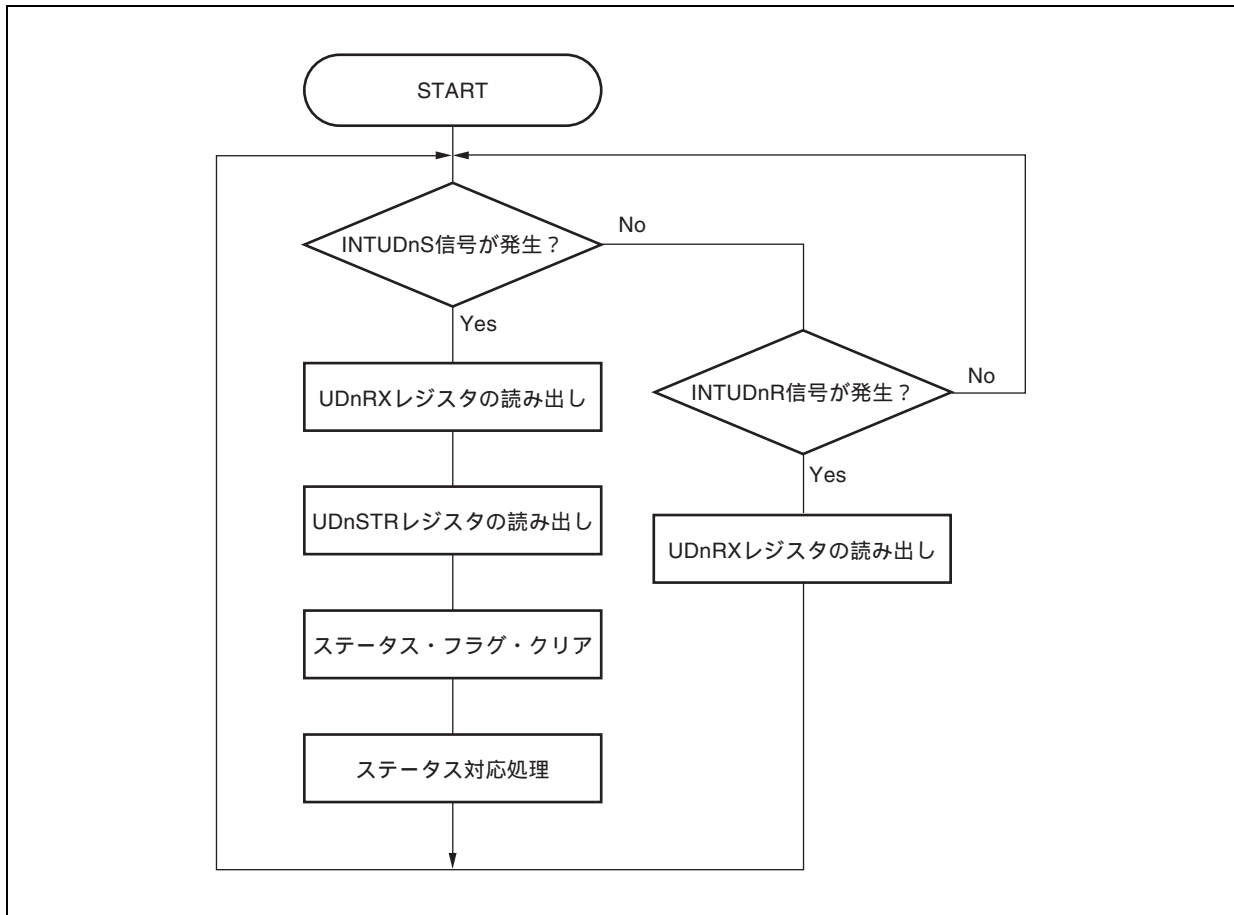 START
INTUDnS信号が発生？
No
Yes
UDnRXレジスタの読み出し
INTUDnR信号が発生？
No
Yes
UDnSTRレジスタの読み出し
UDnRXレジスタの読み出し
ステータス・フラグ・クリア
ステータス対応処理